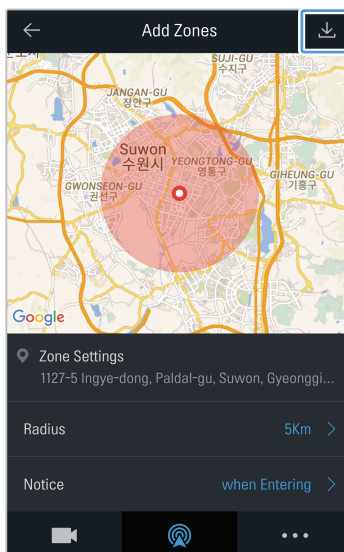 Add Zones
SUJI-GU
수지구
JANGAN-GU
장안구
Suwon
수원시
YEONGTONG-GU
영통구
GIHEUNG-GU
기흥구
GWONSEON-GU
권선구
Google
Zone Settings
1127-5 Ingye-dong, Paldal-gu, Suwon, Gyeonggi...
Radius 5Km
Notice when Entering